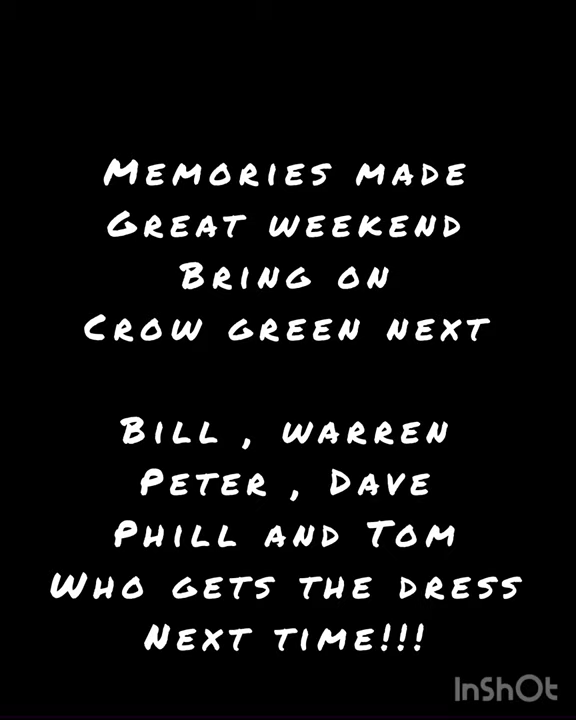 Memories made
Great weekend
Bring on
Crow green next
Bill , warren
Peter , Dave
Phill and Tom
Who gets the dress
Next time!!!
InShOt